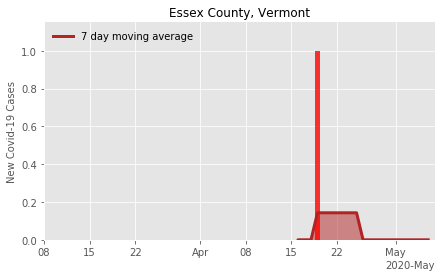 Essex County, Vermont
7 day moving average
New Covid-19 Cases
1.0
0.8
0.6
0.4
0.2
0.0
08 15 22 Apr 08 15 22 May
2020-May